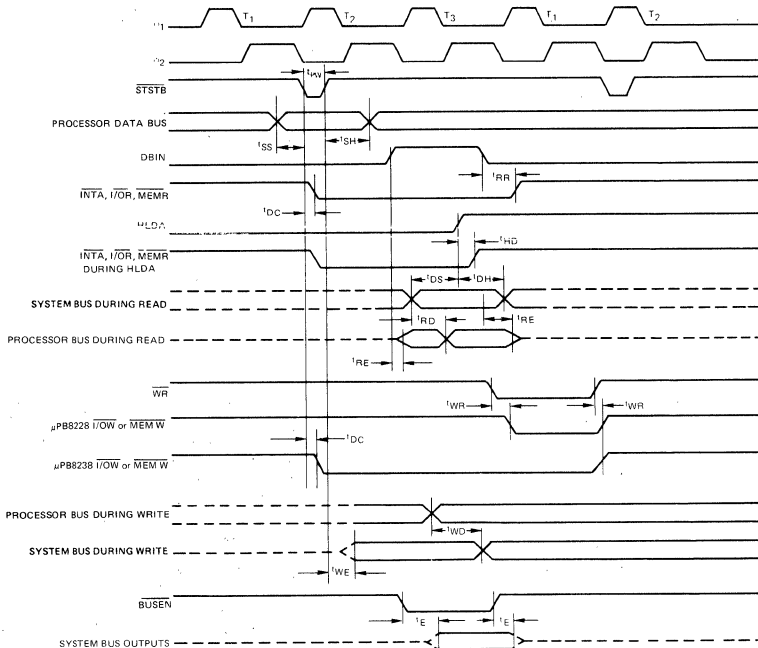 T1 T2 T3 T1 T2
tPW
STSTB
PROCESSOR DATA BUS
tSS tSH
DBIN
tRR
INTA, I/OR, MEMR
tDC
HLDA
tHD
INTA, I/OR, MEMR
DURING HLDA
tDS tDH
SYSTEM BUS DURING READ
tRD tRE
PROCESSOR BUS DURING READ
tRE
WR
tWR tWR
μPB8228 I/OW or MEM W
tDC
μPB8238 I/OW or MEM W
PROCESSOR BUS DURING WRITE
tWD
SYSTEM BUS DURING WRITE
tWE
BUSEN
tE tE
SYSTEM BUS OUTPUTS